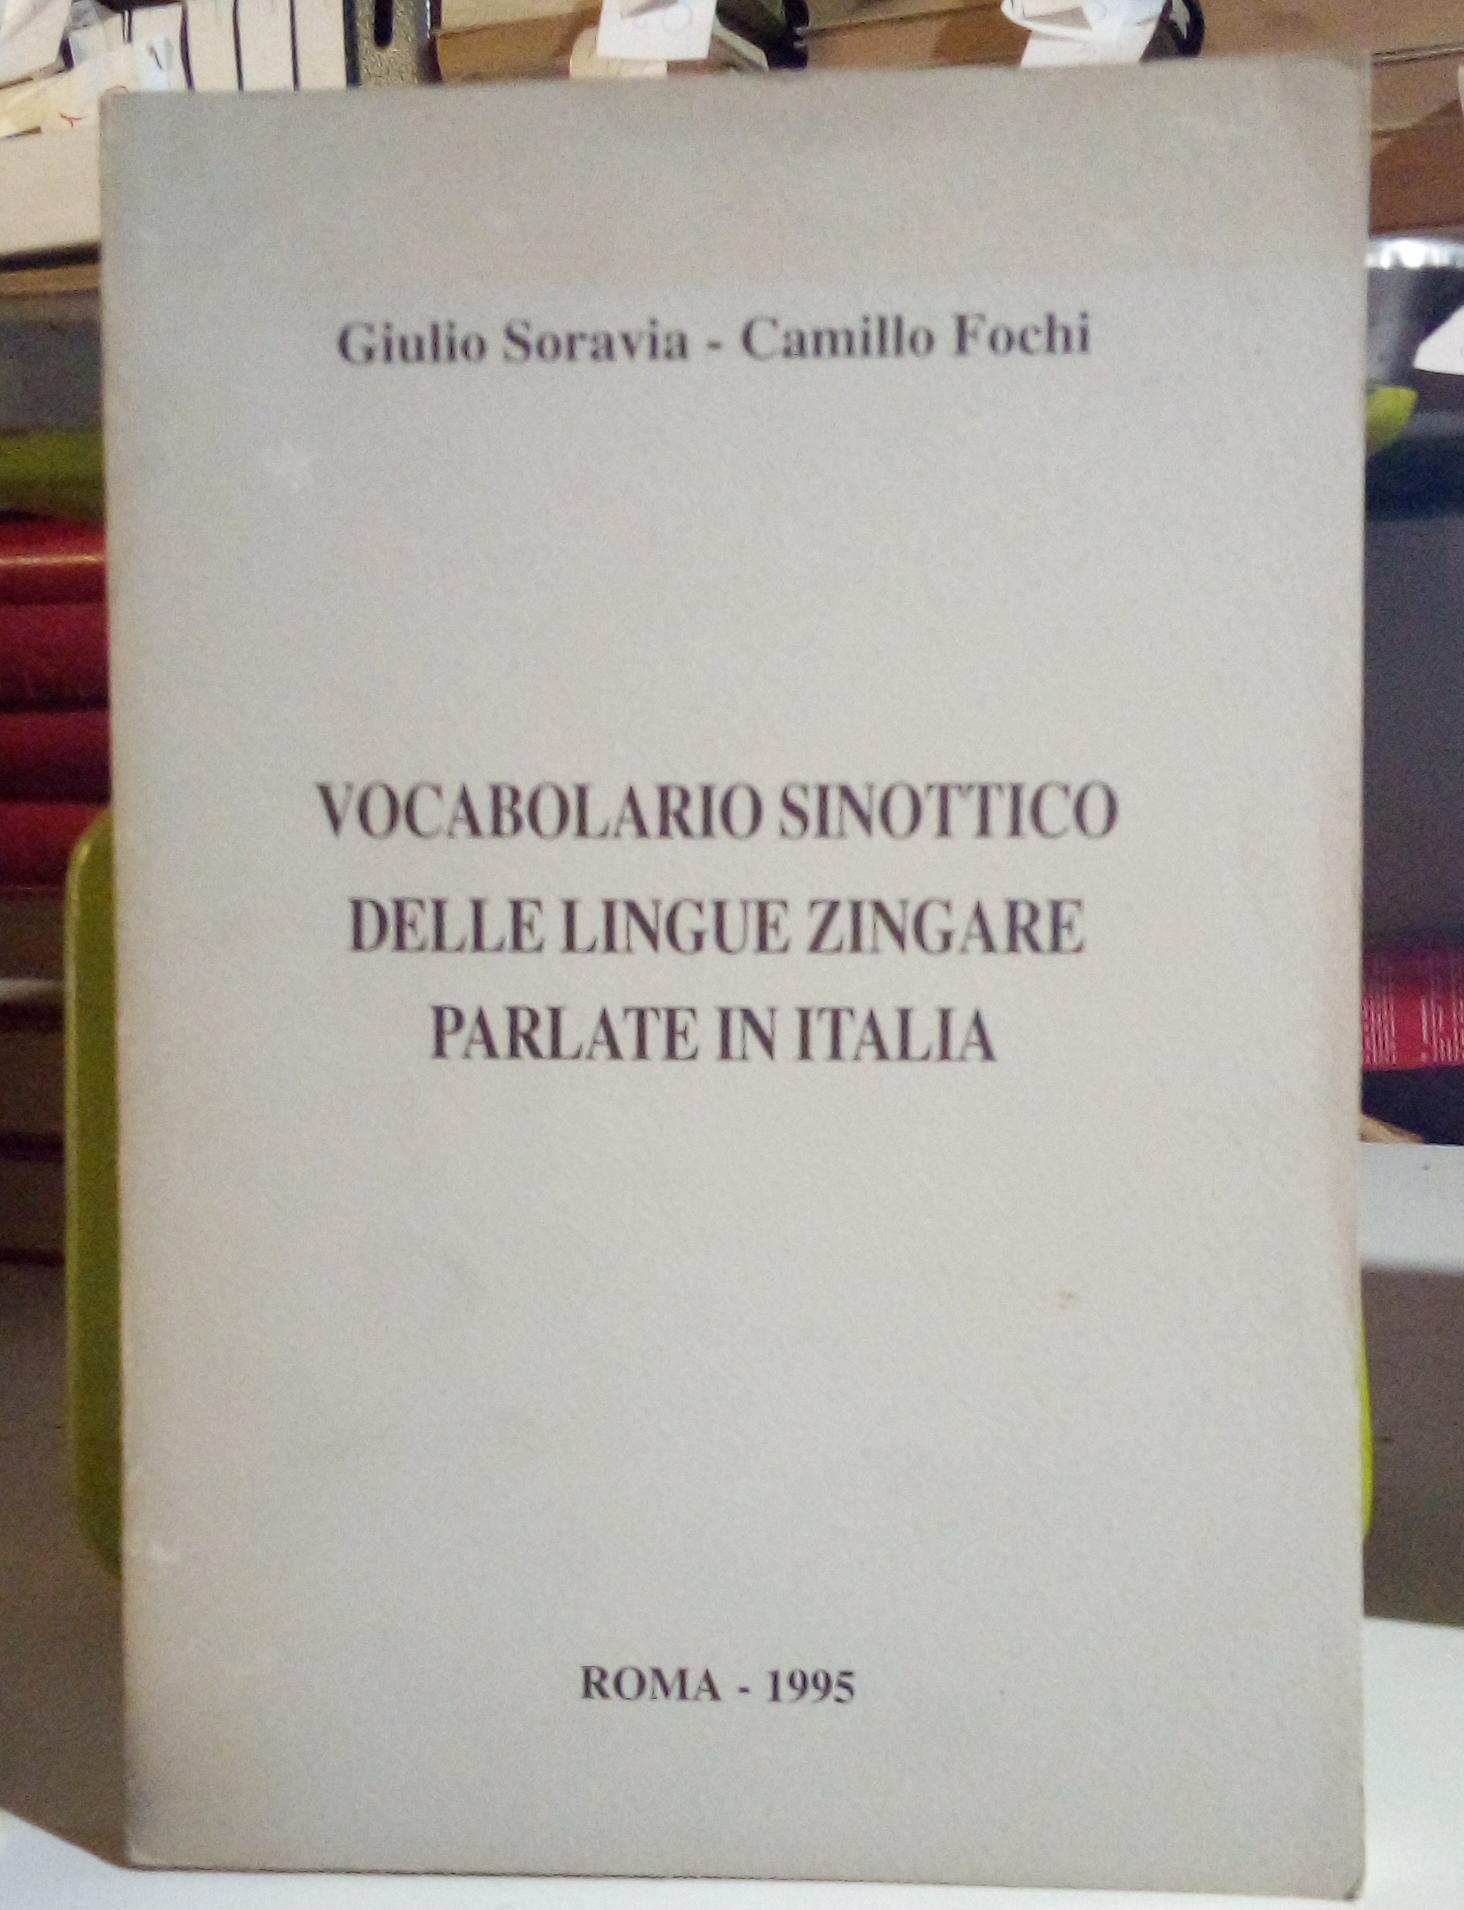 Giulio Soravia - Camillo Fochi
VOCABOLARIO SINOTTICO
DELLE LINGUE ZINGARE
PARLATE IN ITALIA
ROMA - 1995